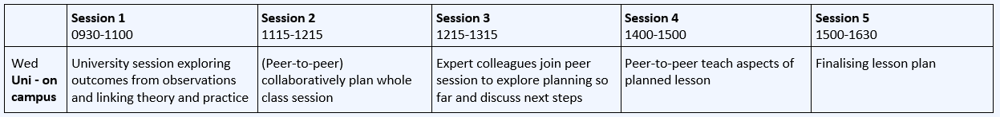 Session 1
0930-1100
Session 2
1115-1215
Session 3
1215-1315
Session 4
1400-1500
Session 5
1500-1630
Wed
Uni - on
campus
University session exploring
outcomes from observations
and linking theory and practice
(Peer-to-peer)
collaboratively plan whole
class session
Expert colleagues join peer
session to explore planning so
far and discuss next steps
Peer-to-peer teach aspects of
planned lesson
Finalising lesson plan